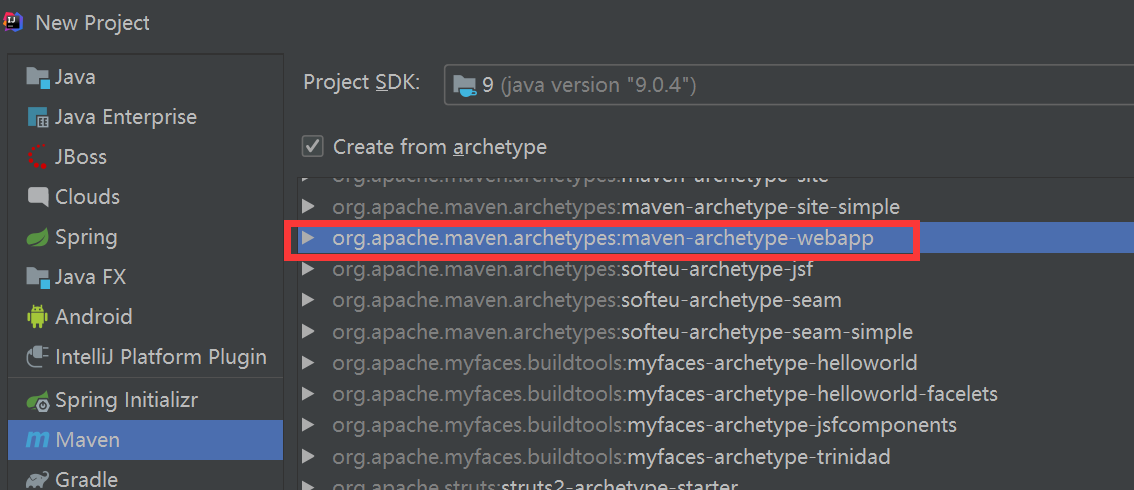 New Project
Java
Java Enterprise
JBoss
Clouds
Spring
Java FX
Android
IntelliJ Platform Plugin
Spring Initializr
Maven
Gradle
Project SDK: 9 (java version "9.0.4")
Create from archetype
org.apache.maven.archetypes:maven-archetype-site
org.apache.maven.archetypes:maven-archetype-site-simple
org.apache.maven.archetypes:maven-archetype-webapp
org.apache.maven.archetypes:softeu-archetype-jsf
org.apache.maven.archetypes:softeu-archetype-seam
org.apache.maven.archetypes:softeu-archetype-seam-simple
org.apache.myfaces.buildtools:myfaces-archetype-helloworld
org.apache.myfaces.buildtools:myfaces-archetype-helloworld-facelets
org.apache.myfaces.buildtools:myfaces-archetype-jsfcomponents
org.apache.myfaces.buildtools:myfaces-archetype-trinidad
org.apache.struts:struts2-archetype-starter